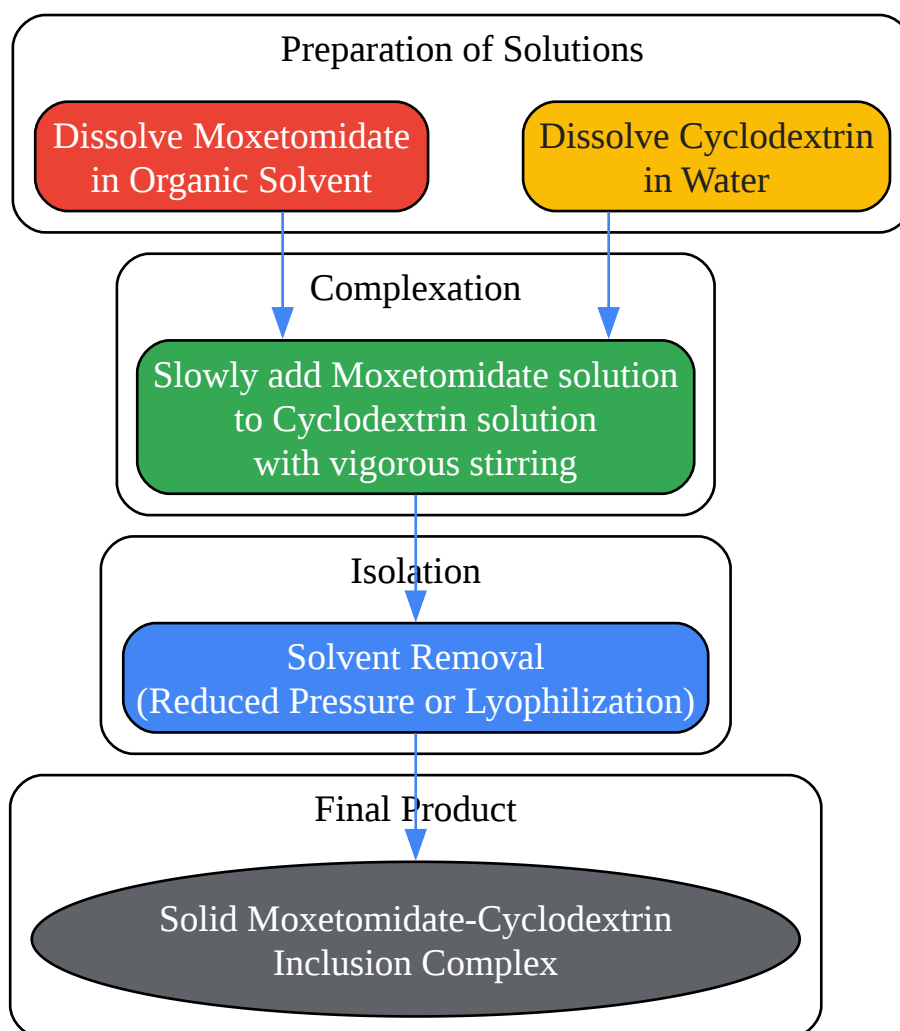 Preparation of Solutions
Dissolve Moxetomidate
in Organic Solvent
Dissolve Cyclodextrin
in Water
Complexation
Slowly add Moxetomidate solution
to Cyclodextrin solution
with vigorous stirring
Isolation
Solvent Removal
(Reduced Pressure or Lyophilization)
Final Product
Solid Moxetomidate-Cyclodextrin
Inclusion Complex